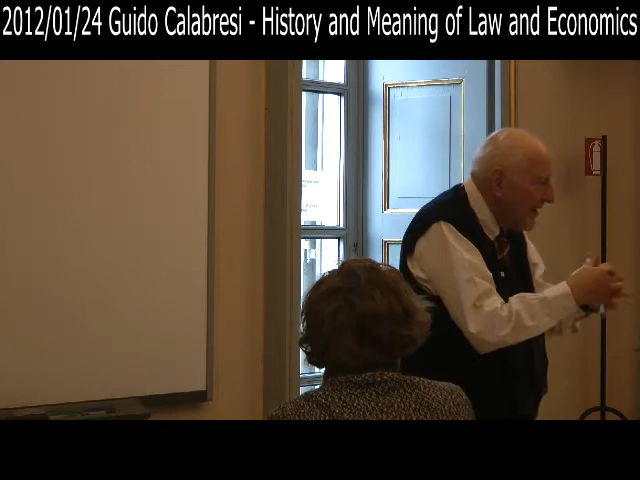 2012/01/24 Guido Calabresi - History and Meaning of Law and Economics